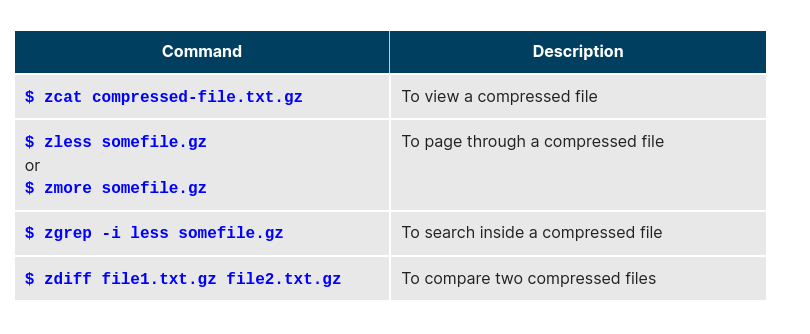 Command Description
$ zcat compressed-file.txt.gz To view a compressed file
$ zless somefile.gz To page through a compressed file
or
$ zmore somefile.gz
$ zgrep -i less somefile.gz To search inside a compressed file
$ zdiff file1.txt.gz file2.txt.gz To compare two compressed files